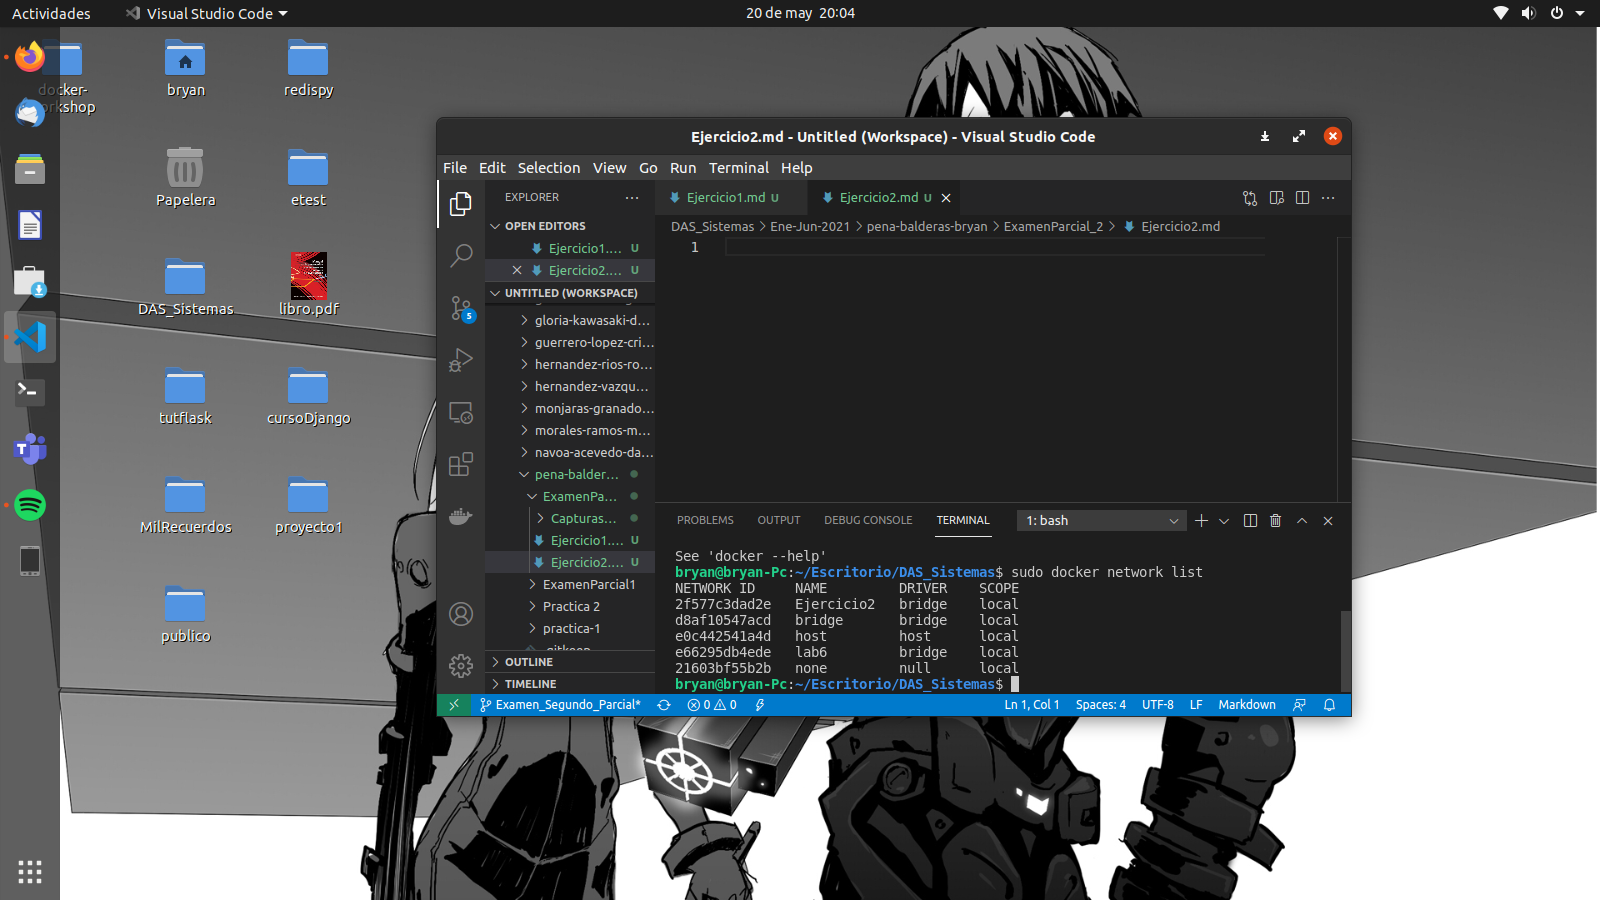 Actividades
Visual Studio Code
20 de may 20:04
docker-
rkshop
bryan
redispy
Papelera
etest
DAS_Sistemas
libro.pdf
tutflask
cursoDjango
MilRecuerdos
proyecto1
publico
Ejercicio2.md - Untitled (Workspace) - Visual Studio Code
File Edit Selection View Go Run Terminal Help
EXPLORER
Ejercicio1.md U
Ejercicio2.md U
OPEN EDITORS
Ejercicio1.... U
Ejercicio2.... U
UNTITLED (WORKSPACE)
gloria-kawasaki-d...
guerrero-lopez-cri...
hernandez-rios-ro...
hernandez-vazqu...
monjaras-granado...
morales-ramos-m...
navoa-acevedo-da...
pena-balder...
ExamenPa...
Capturas...
Ejercicio1.... U
Ejercicio2.... U
ExamenParcial1
Practica 2
practica-1
.gitkeep
OUTLINE
TIMELINE
5
DAS_Sistemas > Ene-Jun-2021 > pena-balderas-bryan > ExamenParcial_2 > Ejercicio2.md
1
PROBLEMS OUTPUT DEBUG CONSOLE TERMINAL 1: bash
See 'docker --help'
bryan@bryan-Pc:~/Escritorio/DAS_Sistemas$ sudo docker network list
NETWORK ID NAME DRIVER SCOPE
2f577c3dad2e Ejercicio2 bridge local
d8af10547acd bridge bridge local
e0c442541a4d host host local
e66295db4ede lab6 bridge local
21603bf55b2b none null local
bryan@bryan-Pc:~/Escritorio/DAS_Sistemas$
Examen_Segundo_Parcial* 0 0 Ln 1, Col 1 Spaces: 4 UTF-8 LF Markdown